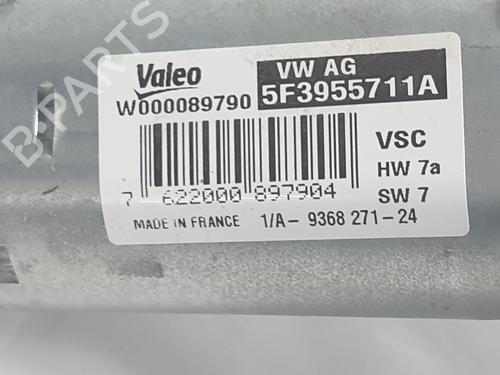 Valeo
VW AG
W000089790
5F3955711A
VSC
HW 7a
SW 7
7 622000 897904
MADE IN FRANCE
1/A- 9368 271-24
B-PARTS